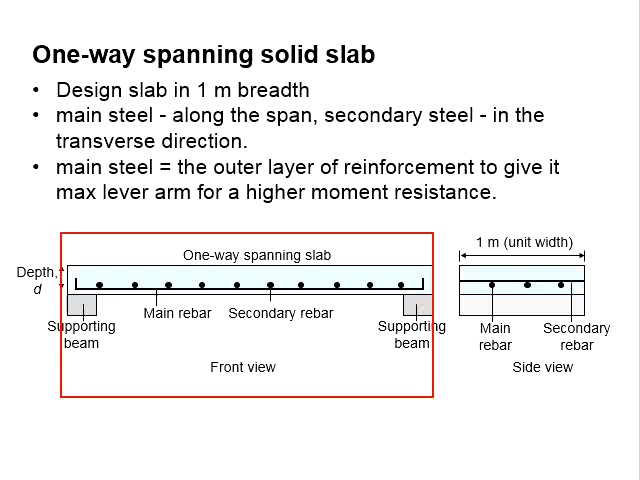 One-way spanning solid slab
• Design slab in 1 m breadth
• main steel - along the span, secondary steel - in the
transverse direction.
• main steel = the outer layer of reinforcement to give it
max lever arm for a higher moment resistance.
1 m (unit width)
One-way spanning slab
Depth,
d
Main rebar
Secondary rebar
Supporting
beam
Supporting
beam
Main
rebar
Secondary
rebar
Front view
Side view